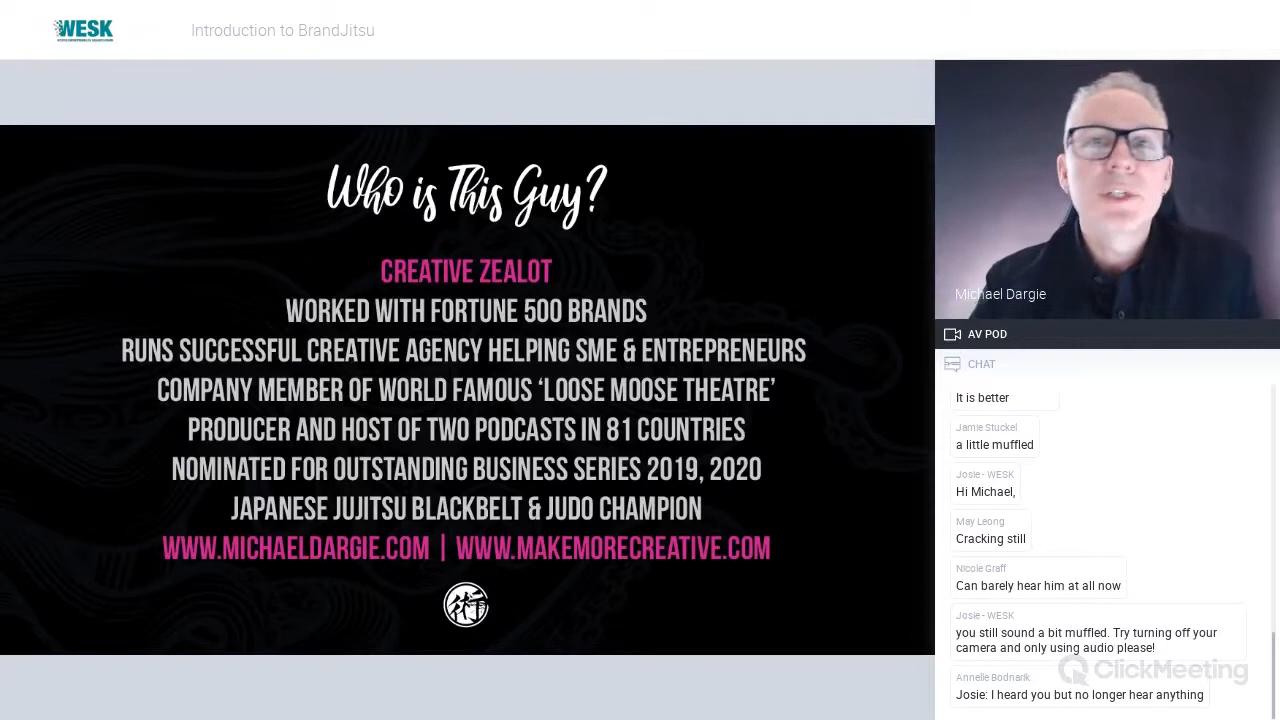 WESK
Introduction to BrandJitsu
Who is This Guy?
CREATIVE ZEALOT
WORKED WITH FORTUNE 500 BRANDS
RUNS SUCCESSFUL CREATIVE AGENCY HELPING SME & ENTREPRENEURS
COMPANY MEMBER OF WORLD FAMOUS ‘LOOSE MOOSE THEATRE’
PRODUCER AND HOST OF TWO PODCASTS IN 81 COUNTRIES
NOMINATED FOR OUTSTANDING BUSINESS SERIES 2019, 2020
JAPANESE JUJITSU BLACKBELT & JUDO CHAMPION
WWW.MICHAELDARGIE.COM | WWW.MAKEMORECREATIVE.COM
術
Michael Dargie
AV POD
CHAT
It is better
Jamie Stuckel
a little muffled
Josie - WESK
Hi Michael,
May Leong
Cracking still
Nicole Graff
Can barely hear him at all now
Josie - WESK
you still sound a bit muffled. Try turning off your
camera and only using audio please!
ClickMeeting
Annelle Bodnarik
Josie: I heard you but no longer hear anything